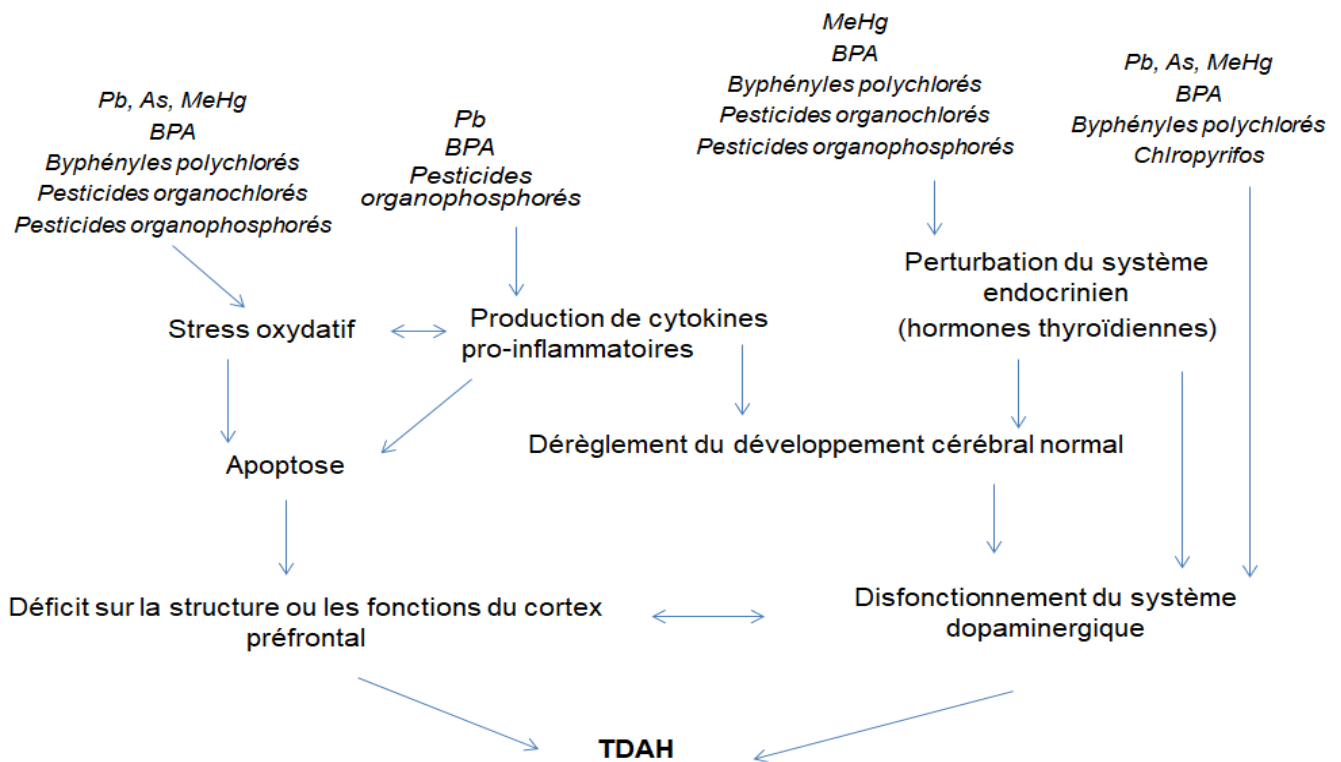 Pb, As, MeHg
BPA
Byphényles polychlorés
Pesticides organochlorés
Pesticides organophosphorés
Pb
BPA
Pesticides
organophosphorés
MeHg
BPA
Byphényles polychlorés
Pesticides organochlorés
Pesticides organophosphorés
Pb, As, MeHg
BPA
Byphényles polychlorés
Chlropyrifos
Stress oxydatif
Production de cytokines
pro-inflammatoires
Perturbation du système
endocrinien
(hormones thyroïdiennes)
Apoptose
Dérèglement du développement cérébral normal
Déficit sur la structure ou les fonctions du cortex
préfrontal
Disfonctionnement du système
dopaminergique
TDAH